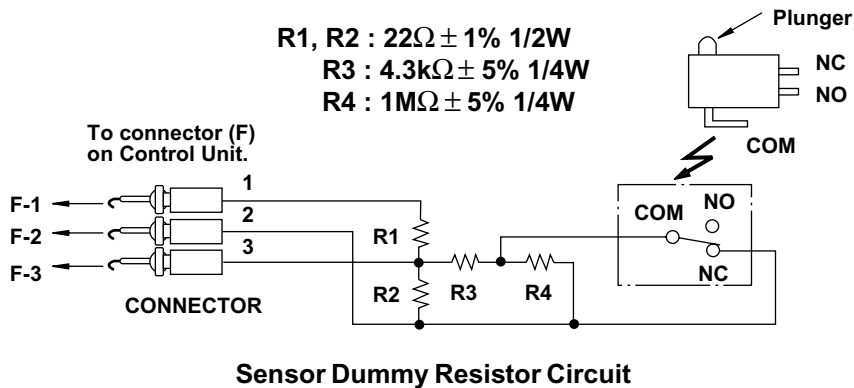 Plunger
R1, R2 : 22Ω ± 1% 1/2W
R3 : 4.3kΩ ± 5% 1/4W
R4 : 1MΩ ± 5% 1/4W
NC
NO
COM
To connector (F)
on Control Unit.
1
F-1
2
F-2
3
F-3
CONNECTOR
R1
R2
R3
R4
COM
NO
NC
Sensor Dummy Resistor Circuit